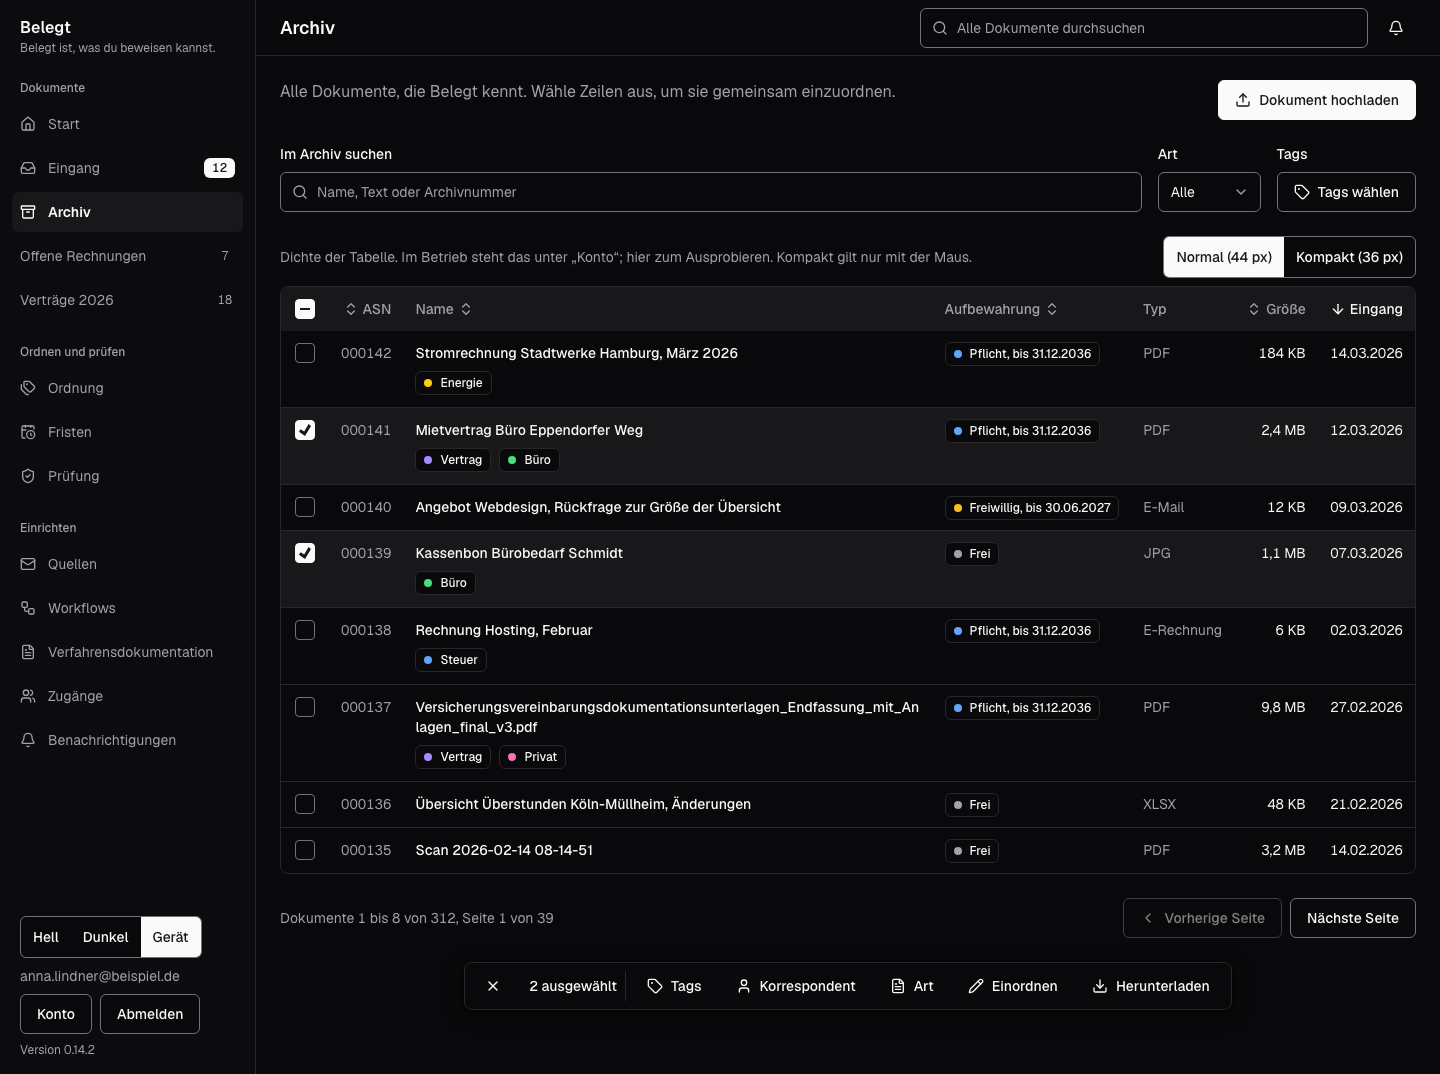 Belegt
Belegt ist, was du beweisen kannst.
Dokumente
Start
Eingang 12
Archiv
Offene Rechnungen 7
Verträge 2026 18
Ordnen und prüfen
Ordnung
Fristen
Prüfung
Einrichten
Quellen
Workflows
Verfahrensdokumentation
Zugänge
Benachrichtigungen
Hell Dunkel Gerät
anna.lindner@beispiel.de
Konto Abmelden
Version 0.14.2
Archiv
Alle Dokumente durchsuchen
Alle Dokumente, die Belegt kennt. Wähle Zeilen aus, um sie gemeinsam einzuordnen.
Dokument hochladen
Im Archiv suchen Art Tags
Name, Text oder Archivnummer Alle Tags wählen
Dichte der Tabelle. Im Betrieb steht das unter „Konto“; hier zum Ausprobieren. Kompakt gilt nur mit der Maus.
Normal (44 px) Kompakt (36 px)
ASN Name Aufbewahrung Typ Größe Eingang
000142 Stromrechnung Stadtwerke Hamburg, März 2026 Pflicht, bis 31.12.2036 PDF 184 KB 14.03.2026
Energie
000141 Mietvertrag Büro Eppendorfer Weg Pflicht, bis 31.12.2036 PDF 2,4 MB 12.03.2026
Vertrag Büro
000140 Angebot Webdesign, Rückfrage zur Größe der Übersicht Freiwillig, bis 30.06.2027 E-Mail 12 KB 09.03.2026
000139 Kassenbon Bürobedarf Schmidt Frei JPG 1,1 MB 07.03.2026
Büro
000138 Rechnung Hosting, Februar Pflicht, bis 31.12.2036 E-Rechnung 6 KB 02.03.2026
Steuer
000137 Versicherungsvereinbarungsdokumentationsunterlagen_Endfassung_mit_An Pflicht, bis 31.12.2036 PDF 9,8 MB 27.02.2026
lagen_final_v3.pdf
Vertrag Privat
000136 Übersicht Überstunden Köln-Müllheim, Änderungen Frei XLSX 48 KB 21.02.2026
000135 Scan 2026-02-14 08-14-51 Frei PDF 3,2 MB 14.02.2026
Dokumente 1 bis 8 von 312, Seite 1 von 39
Vorherige Seite Nächste Seite
2 ausgewählt Tags Korrespondent Art Einordnen Herunterladen